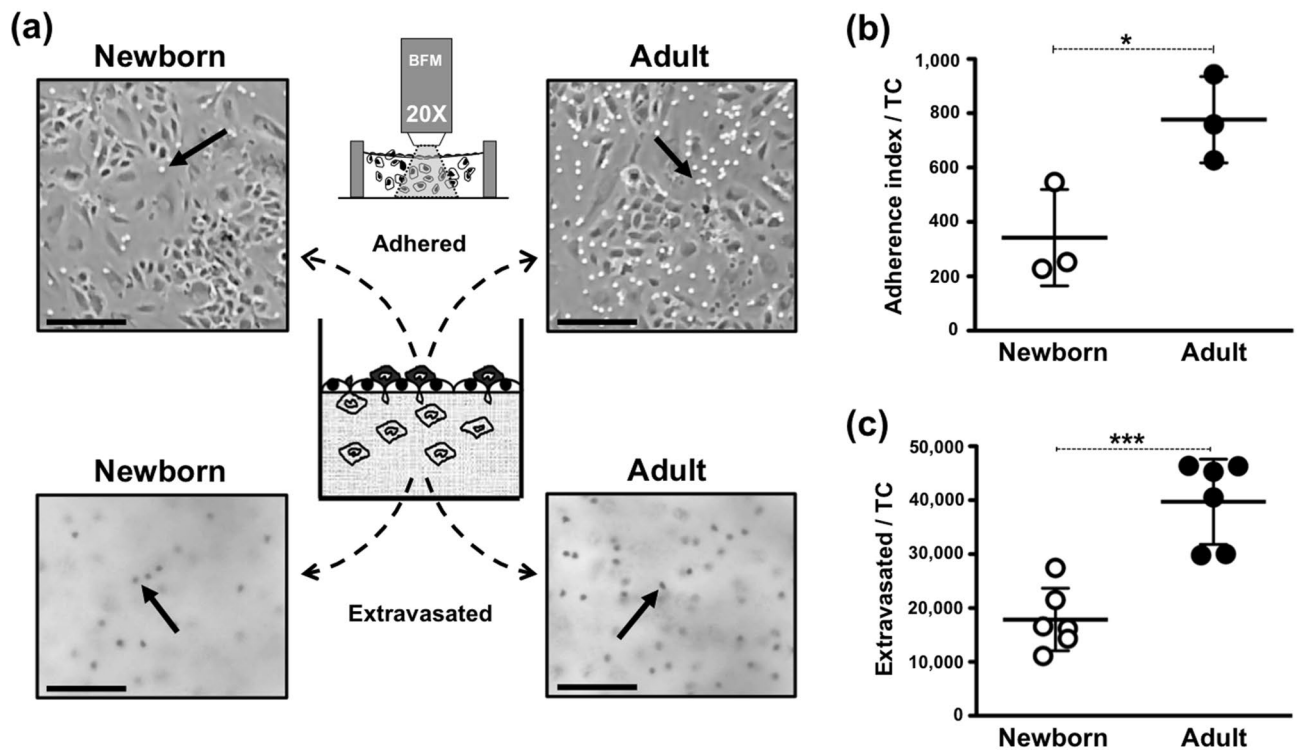 (a)
Newborn
Adult
BFM
20X
Adhered
Newborn
Adult
Extravasated
(b)
*
Adherence index / TC
1,000
800
600
400
200
0
Newborn
Adult
(c)
***
Extravasated / TC
50,000
40,000
30,000
20,000
10,000
0
Newborn
Adult